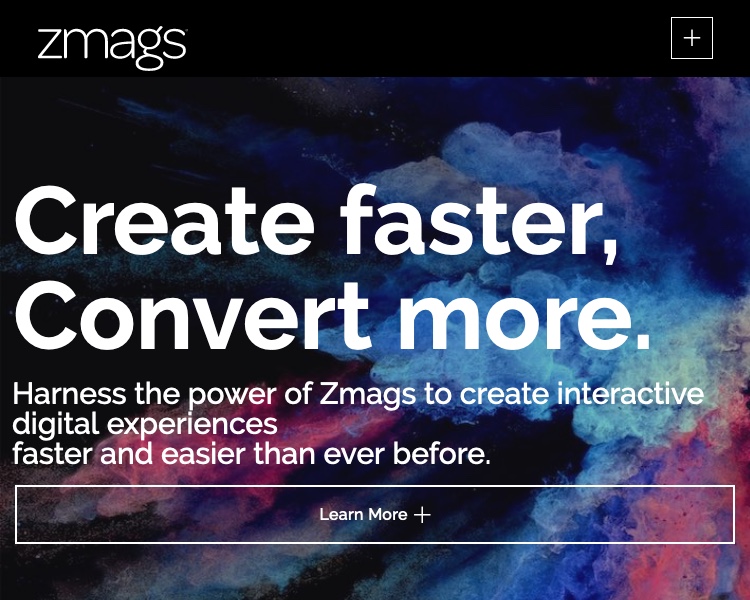 zmags
Create faster,
Convert more.
Harness the power of Zmags to create interactive
digital experiences
faster and easier than ever before.
Learn More +